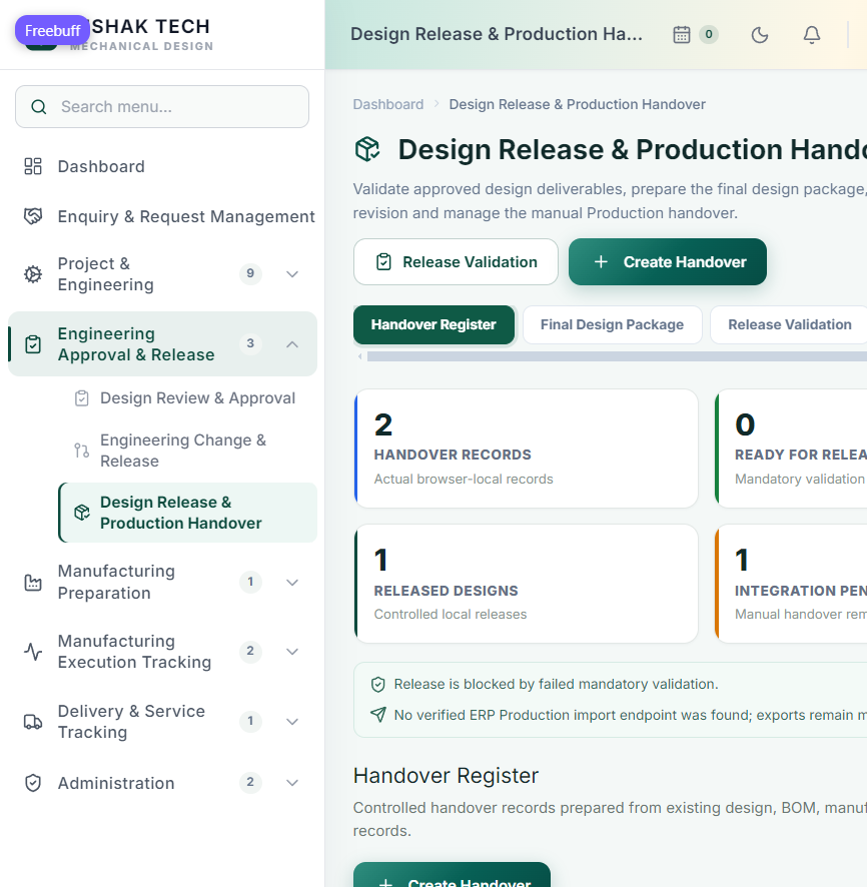 Freebuff
SHAK TECH
MECHANICAL DESIGN
Search menu...
Dashboard
Enquiry & Request Management
Project &
Engineering
9
Engineering
Approval & Release
3
Design Review & Approval
Engineering Change &
Release
Design Release &
Production Handover
Manufacturing
Preparation
1
Manufacturing
Execution Tracking
2
Delivery & Service
Tracking
1
Administration
2
Design Release & Production Ha...
0
Dashboard
Design Release & Production Handover
Design Release & Production Hando
Validate approved design deliverables, prepare the final design package,
revision and manage the manual Production handover.
Release Validation
Create Handover
Handover Register
Final Design Package
Release Validation
2
HANDOVER RECORDS
Actual browser-local records
0
READY FOR RELEA
Mandatory validation
1
RELEASED DESIGNS
Controlled local releases
1
INTEGRATION PEN
Manual handover rem
Release is blocked by failed mandatory validation.
No verified ERP Production import endpoint was found; exports remain m
Handover Register
Controlled handover records prepared from existing design, BOM, manuf
records.
Create Handover